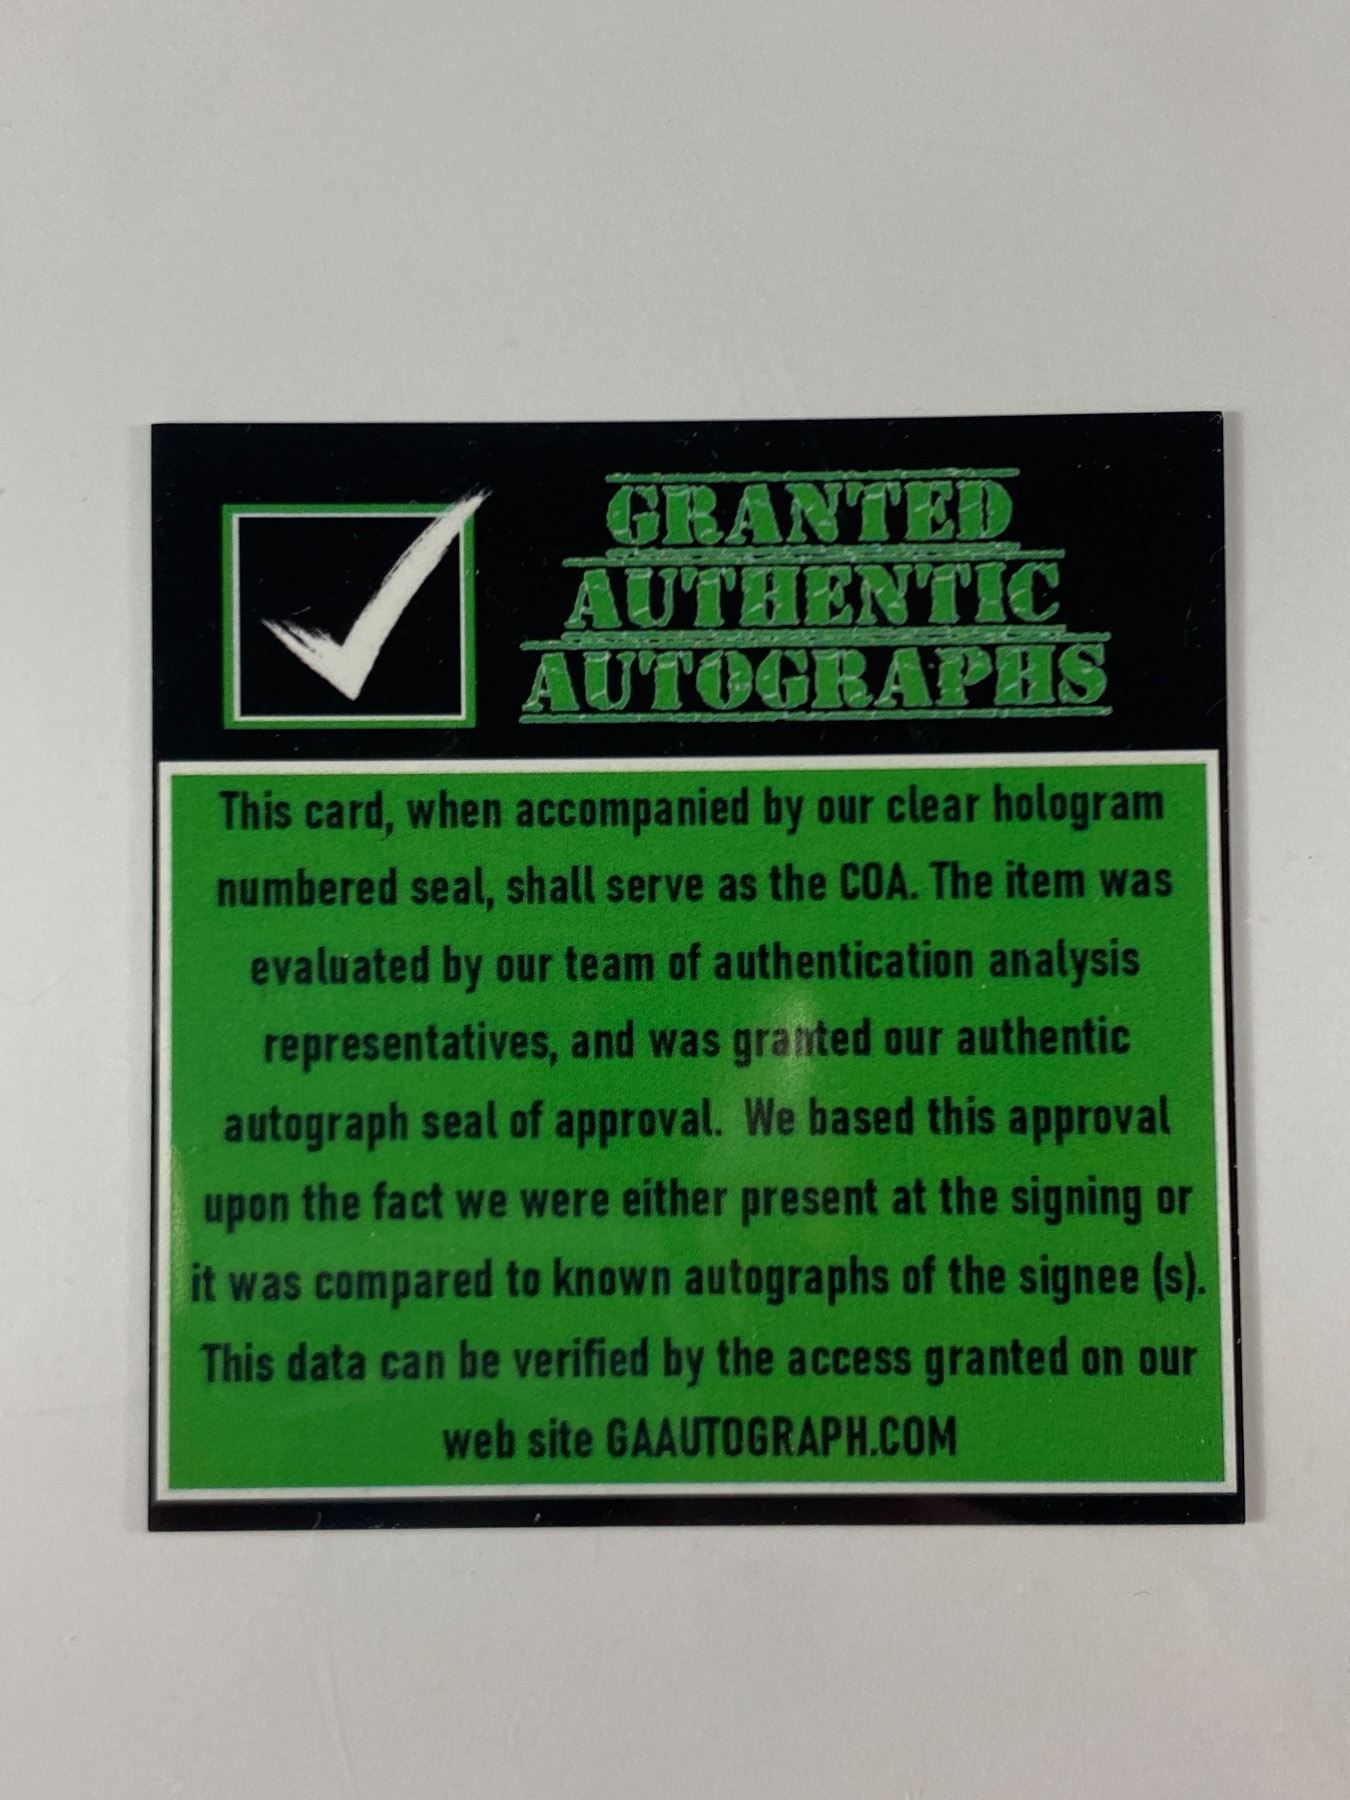 GRANTED
AUTHENTIC
AUTOGRAPHS
This card, when accompanied by our clear hologram
numbered seal, shall serve as the COA. The item was
evaluated by our team of authentication analysis
representatives, and was granted our authentic
autograph seal of approval. We based this approval
upon the fact we were either present at the signing or
it was compared to known autographs of the signee (s).
This data can be verified by the access granted on our
web site GAAUTOGRAPH.COM